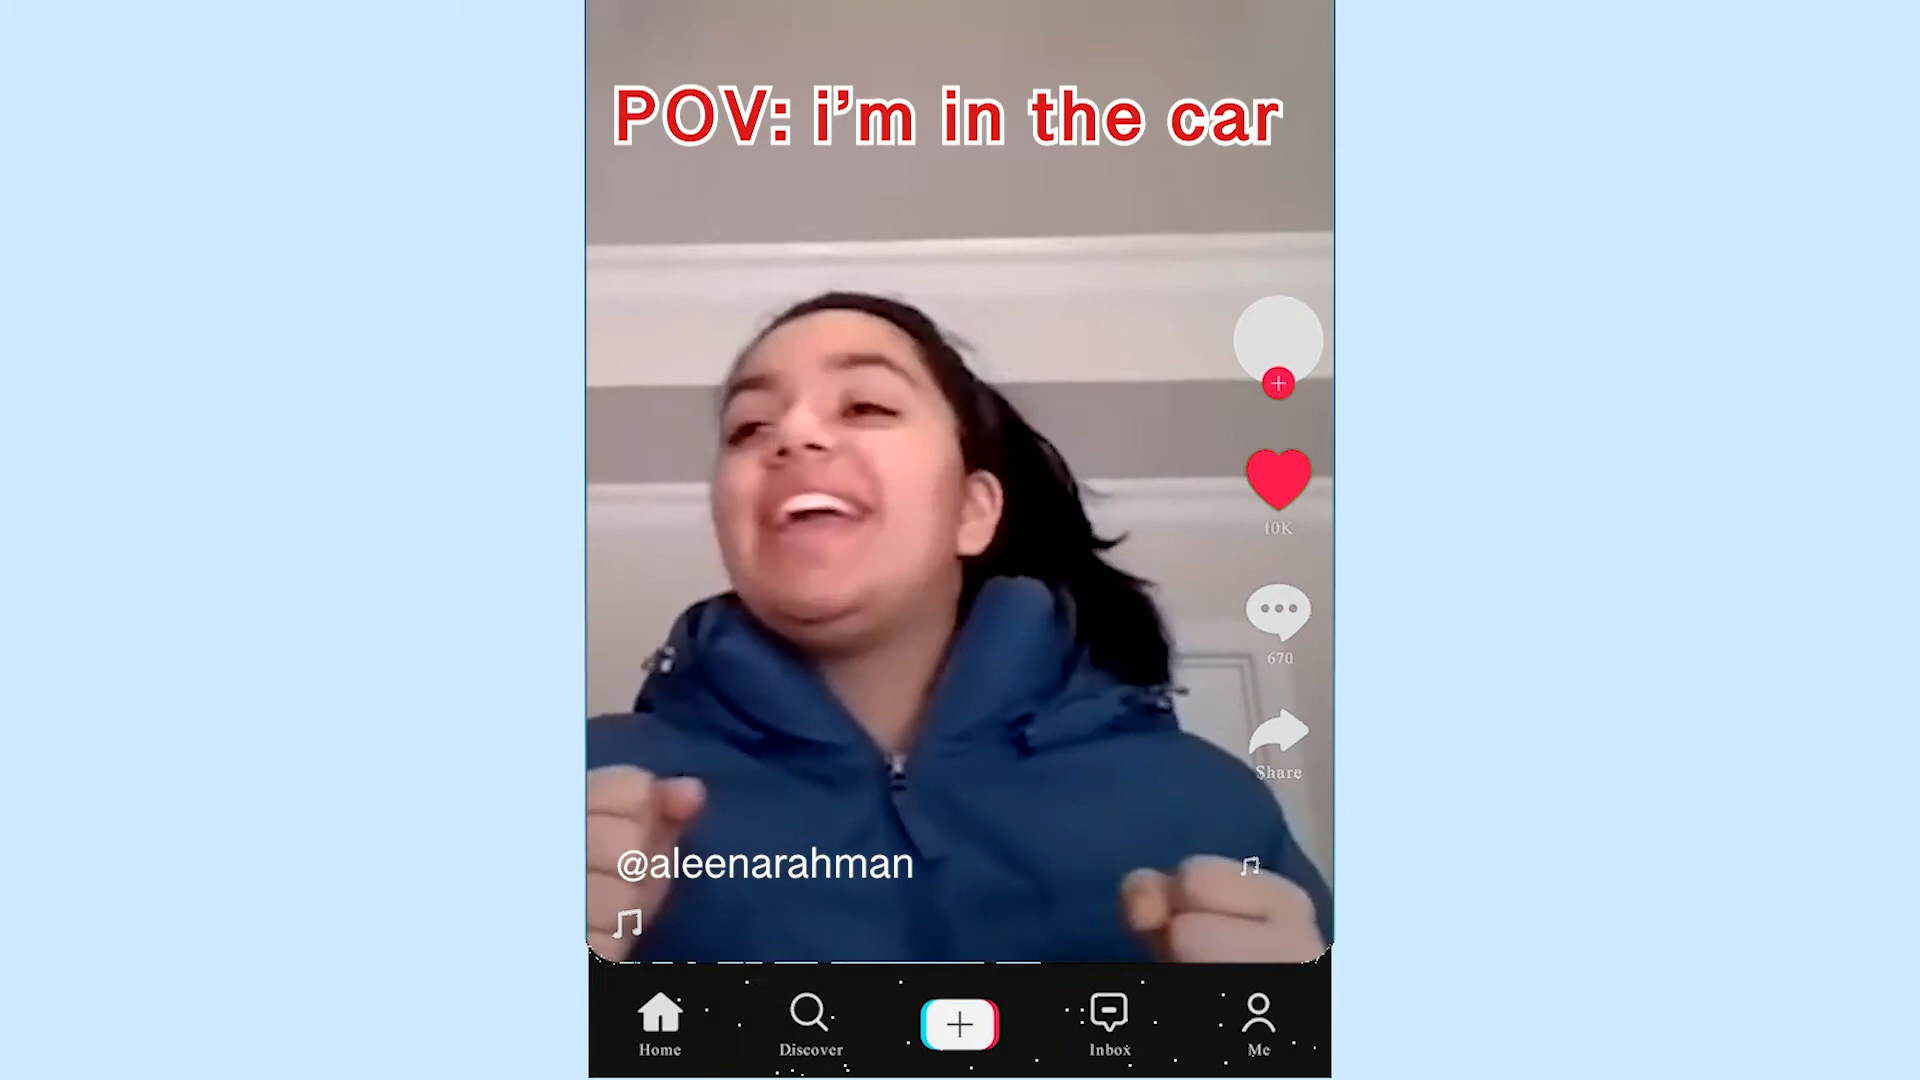 POV: i’m in the car
10K
670
Share
@aleenarahman
Home
Discover
Inbox
Me